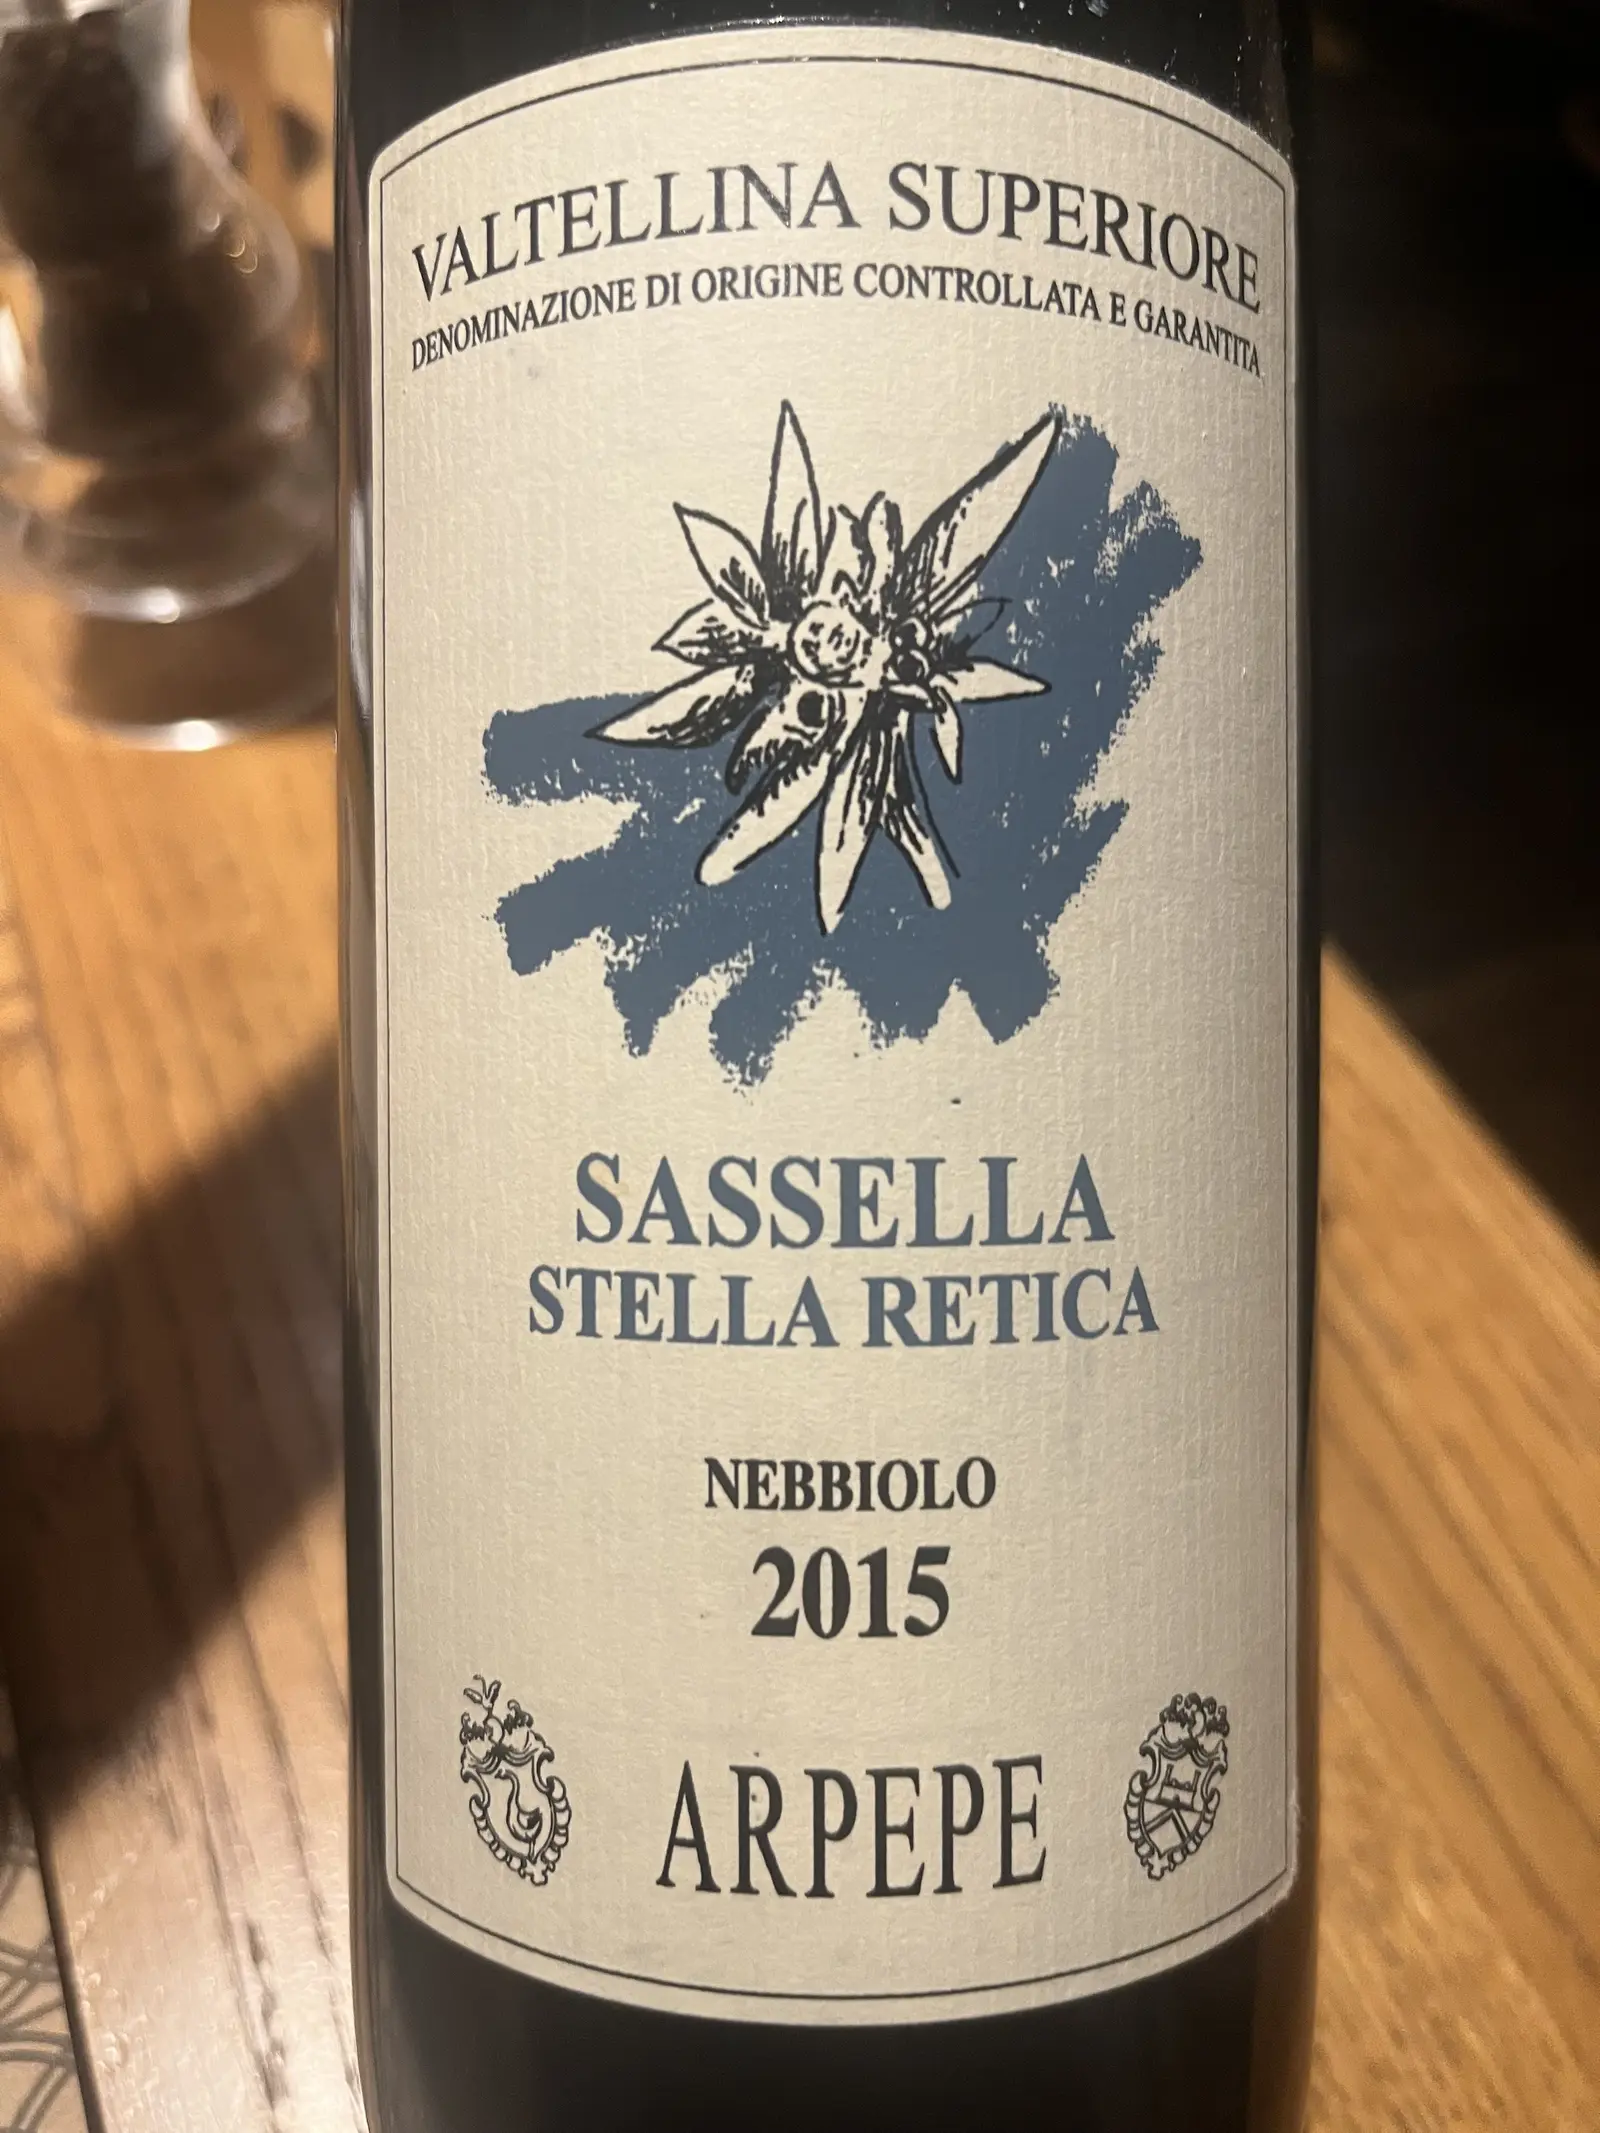 VALTELLINA SUPERIORE
DENOMINAZIONE DI ORIGINE CONTROLLATA E GARANTITA
SASSELLA
STELLA RETICA
NEBBIOLO
2015
ARPEPE